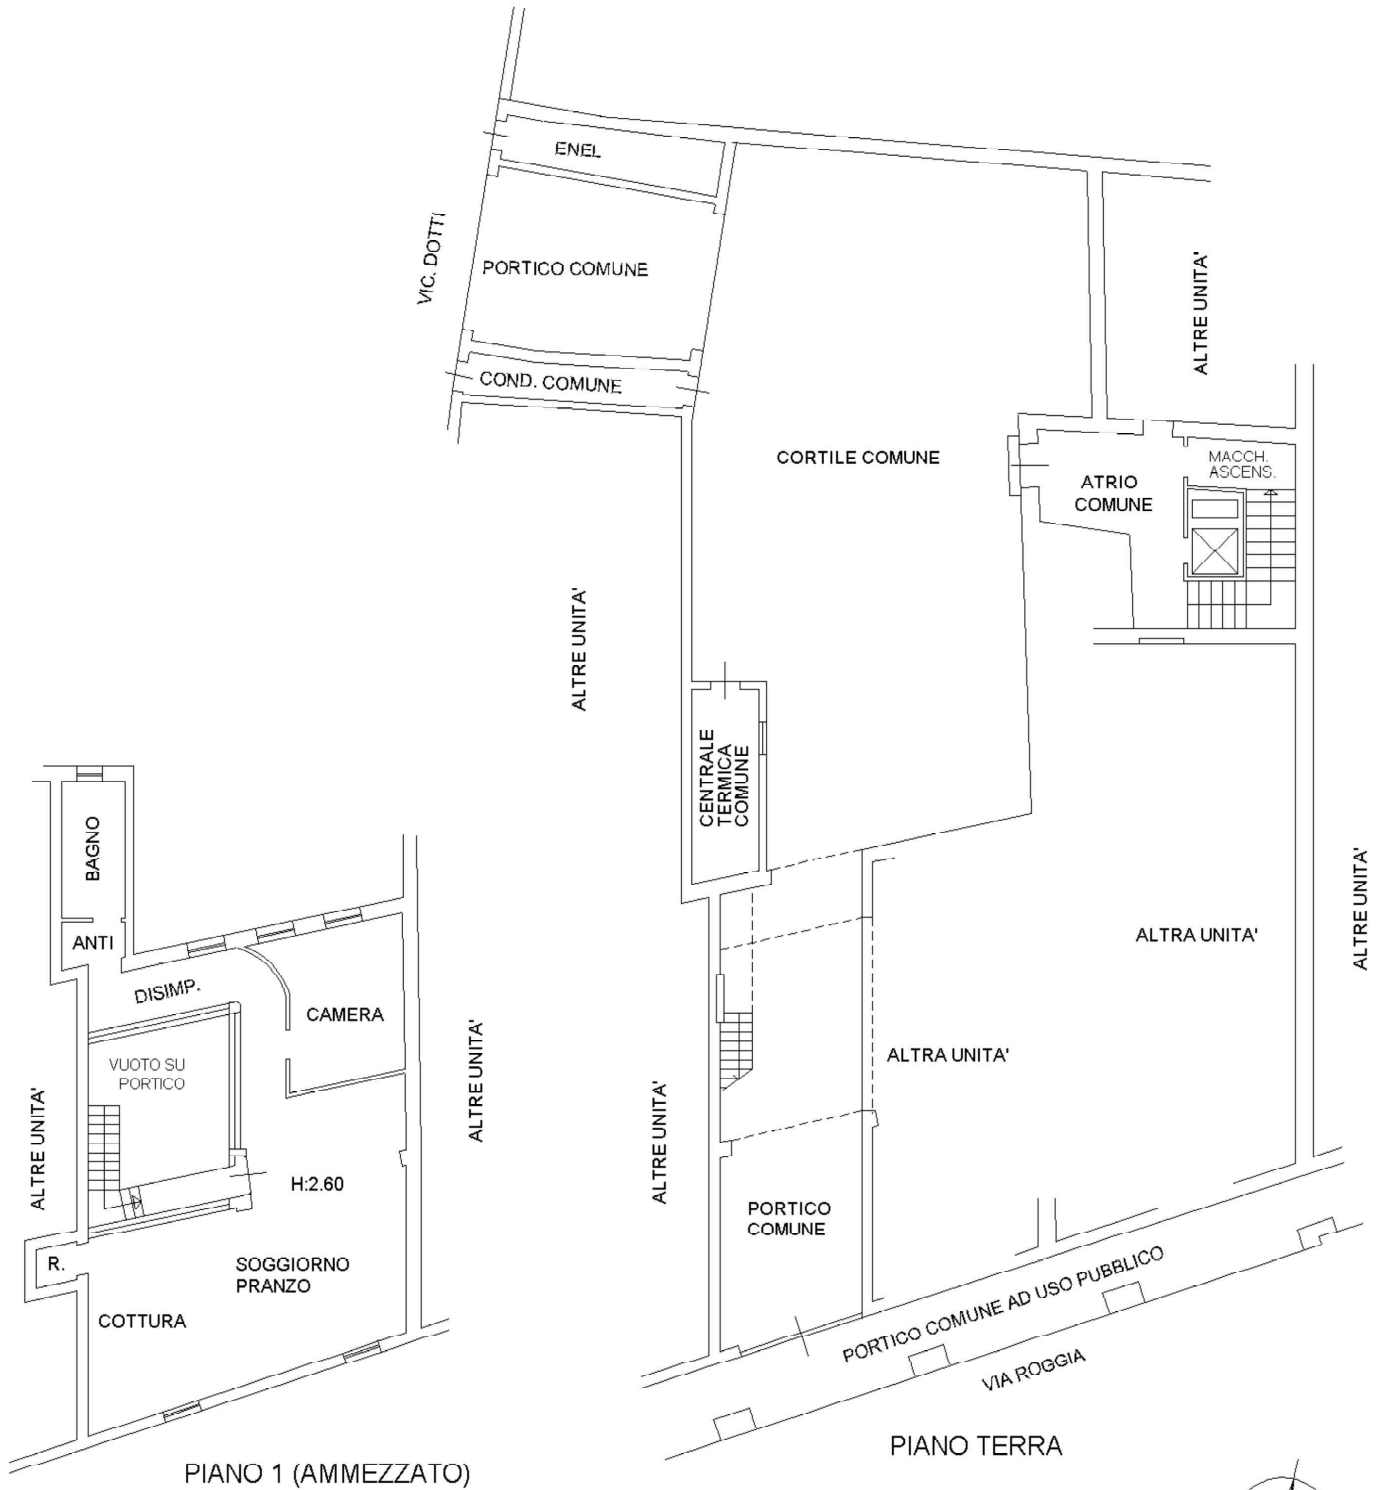 ENEL
VIC. DOTTI
PORTICO COMUNE
COND. COMUNE
ALTRE UNITA'
CORTILE COMUNE
MACCH.
ASCENS.
ATRIO
COMUNE
ALTRE UNITA'
CENTRALE
TERMICA
COMUNE
ALTRE UNITA'
ALTRA UNITA'
ALTRA UNITA'
ALTRE UNITA'
PORTICO
COMUNE
PORTICO COMUNE AD USO PUBBLICO
VIA ROGGIA
PIANO TERRA
BAGNO
ANTI
DISIMP.
CAMERA
VUOTO SU
PORTICO
ALTRE UNITA'
ALTRE UNITA'
H:2.60
R.
SOGGIORNO
PRANZO
COTTURA
PIANO 1 (AMMEZZATO)